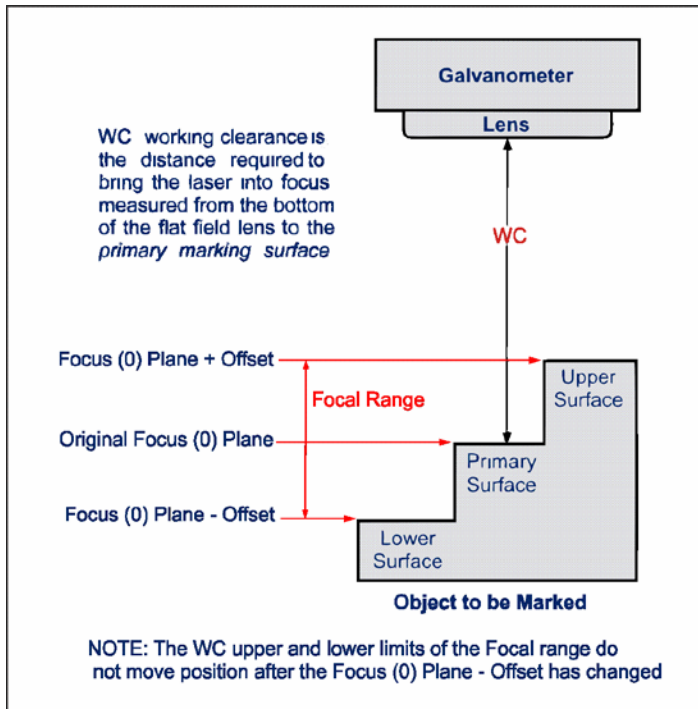 Galvanometer
Lens
WC working clearance is
the distance required to
bring the laser into focus
measured from the bottom
of the flat field lens to the
primary marking surface
WC
Focus (0) Plane + Offset
Upper
Surface
Focal Range
Original Focus (0) Plane
Primary
Surface
Focus (0) Plane - Offset
Lower
Surface
Object to be Marked
NOTE: The WC upper and lower limits of the Focal range do
not move position after the Focus (0) Plane - Offset has changed